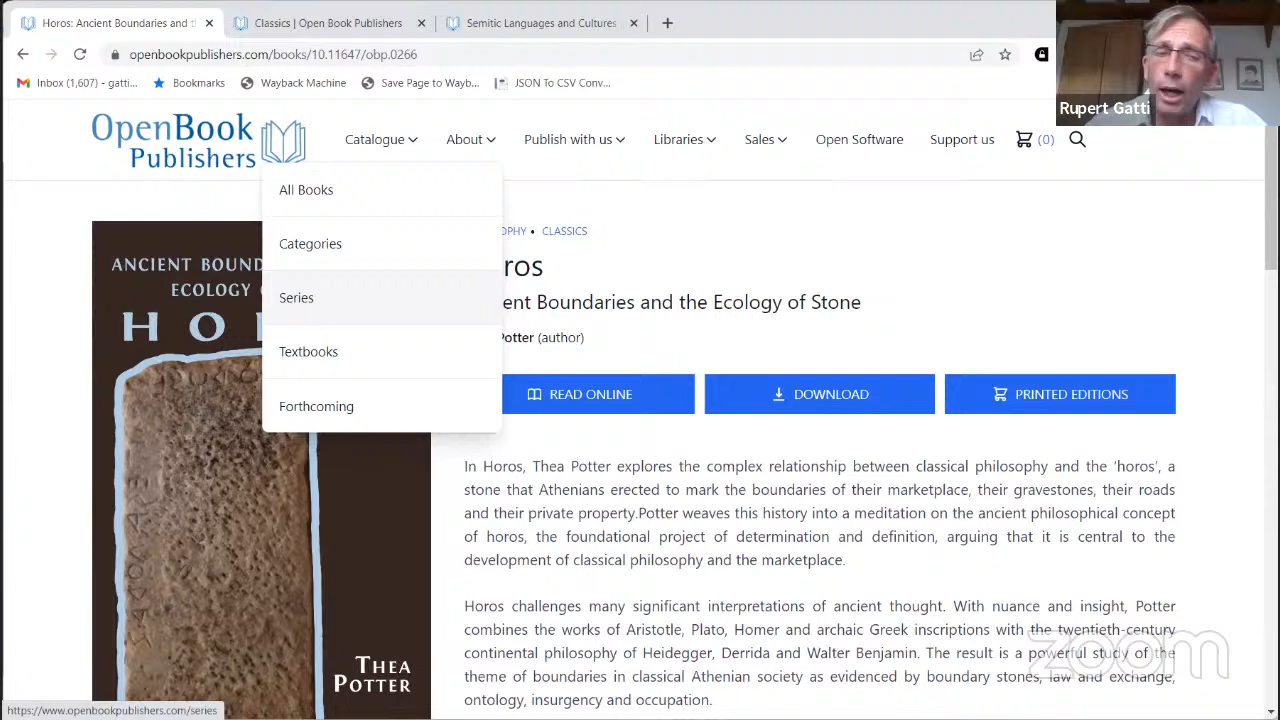 Horos: Ancient Boundaries and t
Classics | Open Book Publishers
Semitic Languages and Cultures
openbookpublishers.com/books/10.11647/obp.0266
Inbox (1,607) - gatti...
Bookmarks
Wayback Machine
Save Page to Wayb...
JSON To CSV Conv...
Rupert Gatti
OpenBook
Publishers
Catalogue
About
Publish with us
Libraries
Sales
Open Software
Support us
(0)
All Books
Categories
Series
Textbooks
Forthcoming
ANCIENT BOUND
ECOLOGY
HO
THEA
POTTER
OPHY • CLASSICS
ros
ent Boundaries and the Ecology of Stone
Potter (author)
READ ONLINE
DOWNLOAD
PRINTED EDITIONS
In Horos, Thea Potter explores the complex relationship between classical philosophy and the ‘horos’, a
stone that Athenians erected to mark the boundaries of their marketplace, their gravestones, their roads
and their private property.Potter weaves this history into a meditation on the ancient philosophical concept
of horos, the foundational project of determination and definition, arguing that it is central to the
development of classical philosophy and the marketplace.
Horos challenges many significant interpretations of ancient thought. With nuance and insight, Potter
combines the works of Aristotle, Plato, Homer and archaic Greek inscriptions with the twentieth-century
continental philosophy of Heidegger, Derrida and Walter Benjamin. The result is a powerful study of the
theme of boundaries in classical Athenian society as evidenced by boundary stones, law and exchange,
ontology, insurgency and occupation.
zoom
https://www.openbookpublishers.com/series